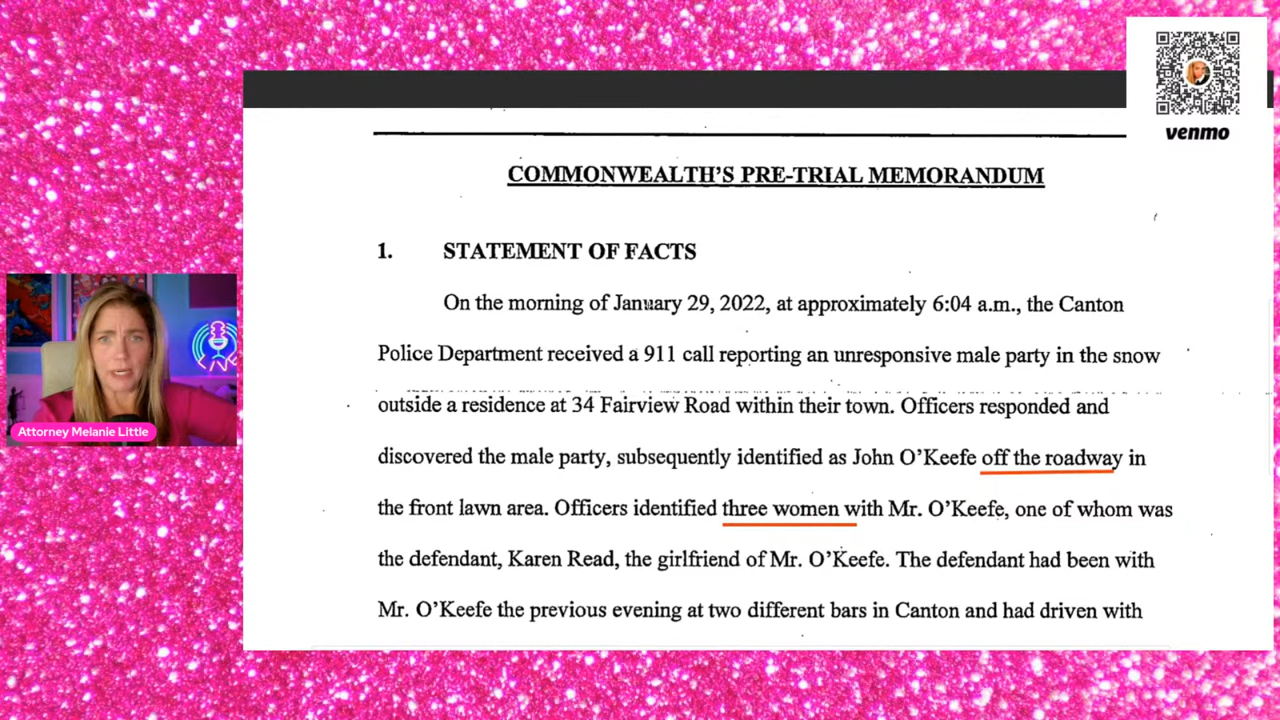 venmo
COMMONWEALTH'S PRE-TRIAL MEMORANDUM
1. STATEMENT OF FACTS
On the morning of January 29, 2022, at approximately 6:04 a.m., the Canton
Police Department received a 911 call reporting an unresponsive male party in the snow
outside a residence at 34 Fairview Road within their town. Officers responded and
discovered the male party, subsequently identified as John O'Keefe off the roadway in
the front lawn area. Officers identified three women with Mr. O'Keefe, one of whom was
the defendant, Karen Read, the girlfriend of Mr. O'Keefe. The defendant had been with
Mr. O'Keefe the previous evening at two different bars in Canton and had driven with
Attorney Melanie Little